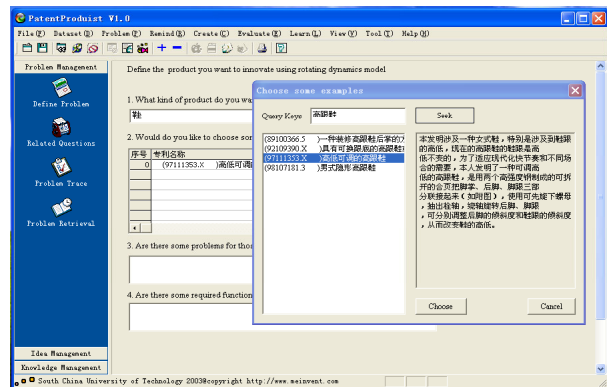 PatentProduist V1.0
File(F) Dataset(D) Problem(P) Remind(R) Create(C) Evaluate(E) Learn(L) View(V) Tool(T) Help(H)
Problem Management
Define Problem
Related Questions
Problem Trace
Problem Retrieval
Idea Management
Knowledge Management
Define the product you want to innovate using rotating dynamics model
1. What kind of product do you wa
鞋
2. Would do you like to choose sor
序号 专利名称
0 (97111353.X )高低可调
3. Are there some problems for thos
4. Are there some required function
Choose some examples
Query Keys 高跟鞋 Seek
(89100366.5 )一种装修高跟鞋后掌的方
(92109390.X )具有可换跟底的高跟鞋
(97111353.X )高低可调的高跟鞋
(98107181.3 )男式隐形高跟鞋
本发明涉及一种女式鞋,特别是涉及到鞋跟
的高低,现在的高跟鞋的鞋跟是高
低不变的,为了适应现代化快节奏和不同场
合的需要,本人发明了一种可调高
低的高跟鞋,是用两个高强度钢制成的可拆
开的合页把脚掌、后脚、脚跟三部
分联接起来(如附图),使用可先旋下螺母
,抽出栓轴,绕轴旋转后脚、脚跟
,可分别调整后脚的倾斜度和鞋跟的倾斜度
,从而改变鞋的高低。
Choose Cancel
South China University of Technology 2003@copyright http://www.meinvent.com